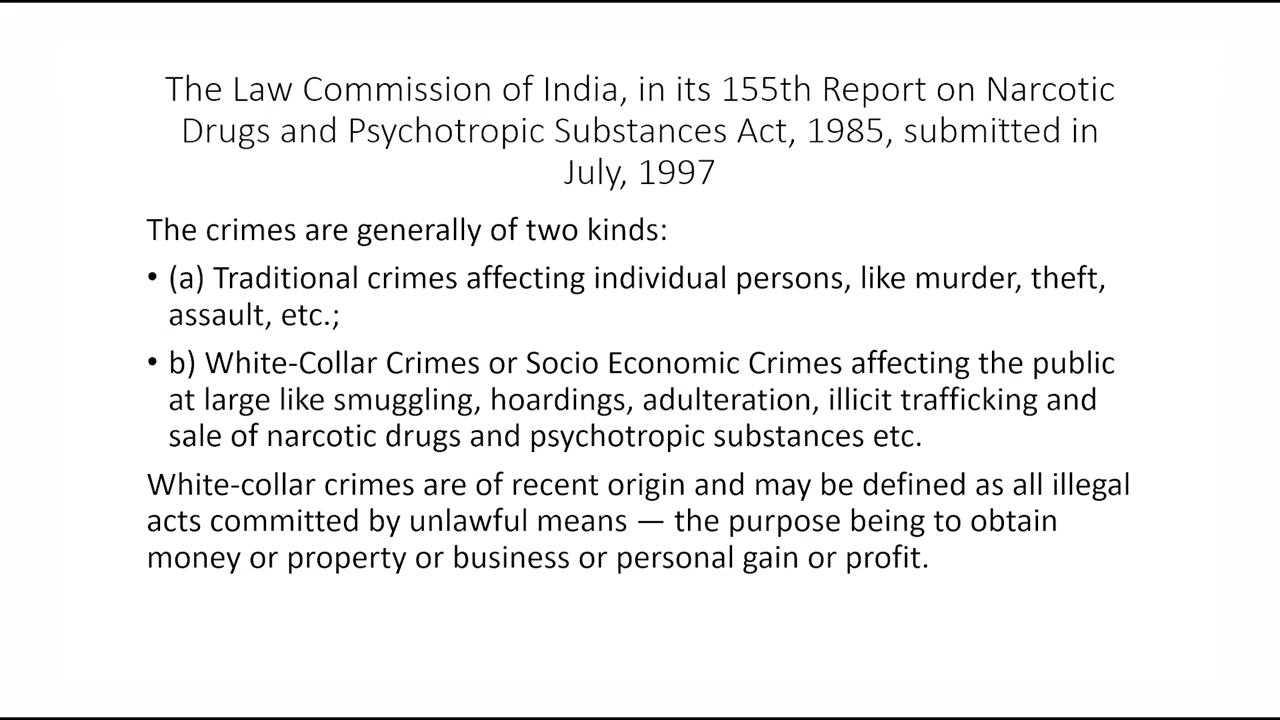 The Law Commission of India, in its 155th Report on Narcotic
Drugs and Psychotropic Substances Act, 1985, submitted in
July, 1997
The crimes are generally of two kinds:
• (a) Traditional crimes affecting individual persons, like murder, theft,
assault, etc.;
• b) White-Collar Crimes or Socio Economic Crimes affecting the public
at large like smuggling, hoardings, adulteration, illicit trafficking and
sale of narcotic drugs and psychotropic substances etc.
White-collar crimes are of recent origin and may be defined as all illegal
acts committed by unlawful means — the purpose being to obtain
money or property or business or personal gain or profit.